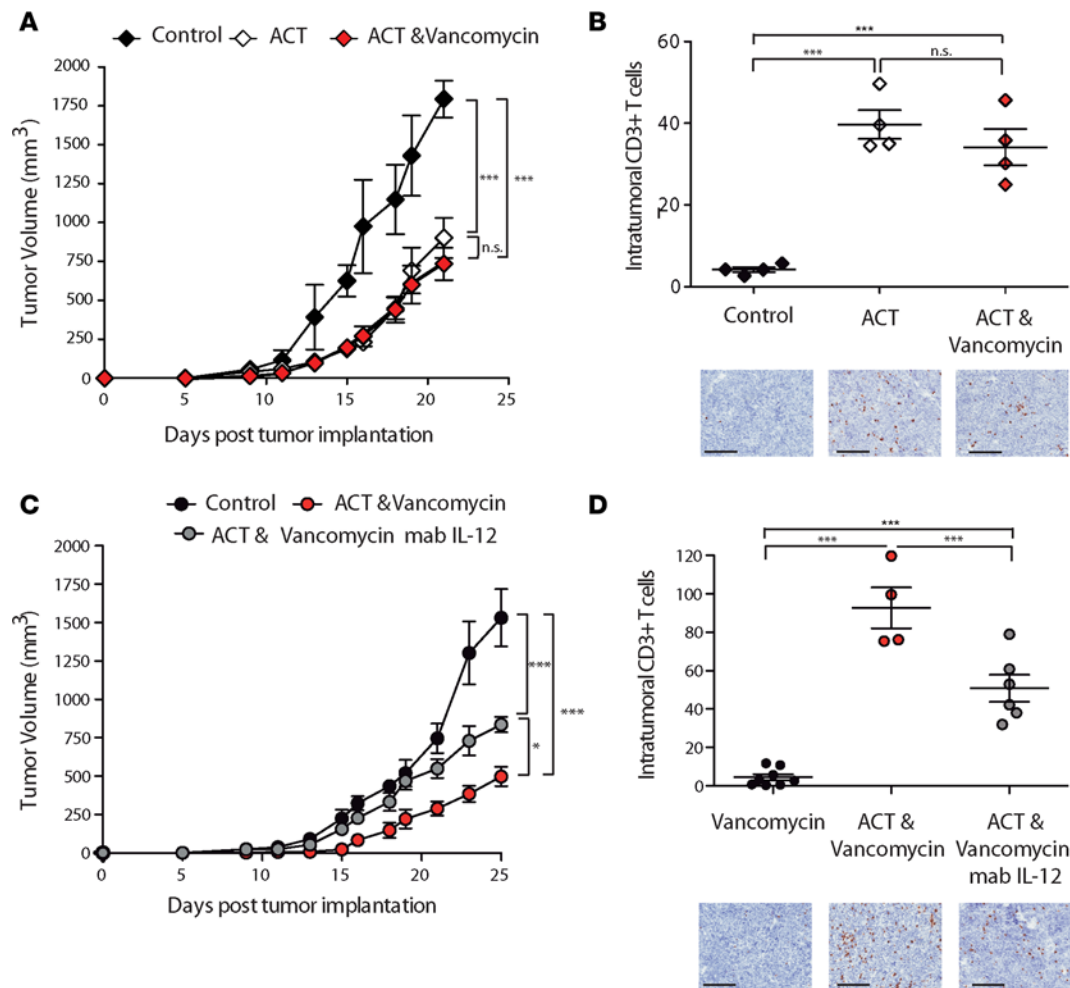 A
Control ACT ACT &Vancomycin
2000
1750
1500
1250
1000
750
500
250
0
Tumor Volume (mm3)
*** ***
n.s.
0 5 10 15 20 25
Days post tumor implantation
B
***
*** n.s.
60
40
20
0
Intratumoral CD3+ T cells
Control ACT ACT &
Vancomycin
C
Control ACT &Vancomycin
ACT & Vancomycin mab IL-12
2000
1750
1500
1250
1000
750
500
250
0
Tumor Volume (mm3)
***
***
*
0 5 10 15 20 25
Days post tumor implantation
D
***
*** ***
120
100
80
60
40
20
0
Intratumoral CD3+ T cells
Vancomycin ACT & ACT &
Vancomycin Vancomycin
mab IL-12